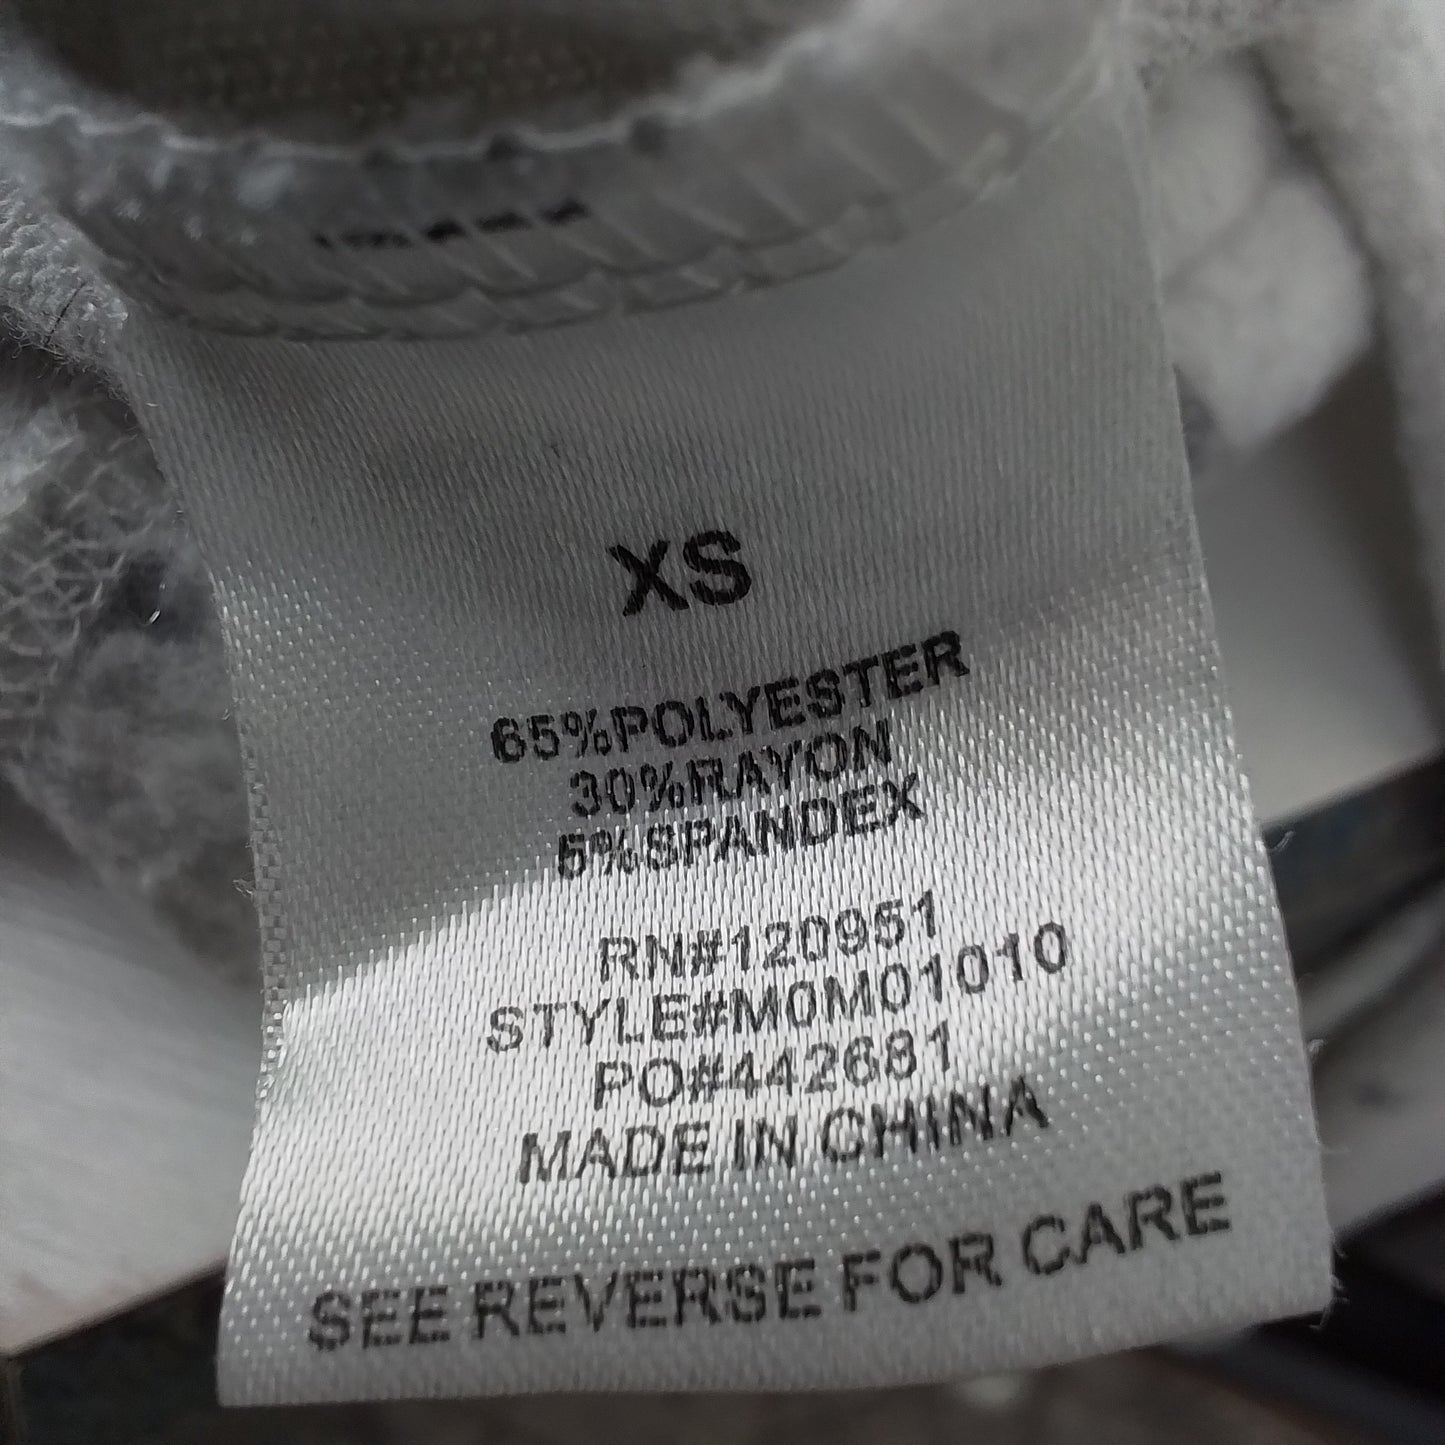 XS
65%POLYESTER
30%RAYON
5%SPANDEX
RN#120951
STYLE#M0M01010
PO#442681
MADE IN CHINA
SEE REVERSE FOR CARE